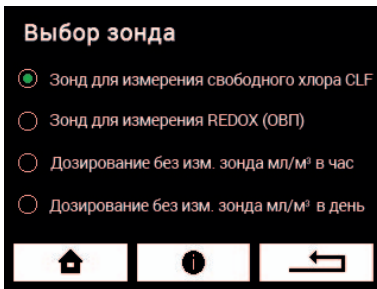 Выбор зонда
Зонд для измерения свободного хлора CLF
Зонд для измерения REDOX (ОВП)
Дозирование без изм. зонда мл/м³ в час
Дозирование без изм. зонда мл/м³ в день